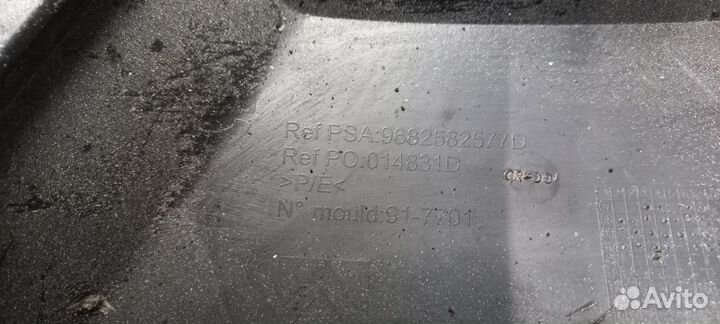 Ref PSA:9682582577D
Ref PO:014831D
>P/E<
N° mould:91-7701
Avito